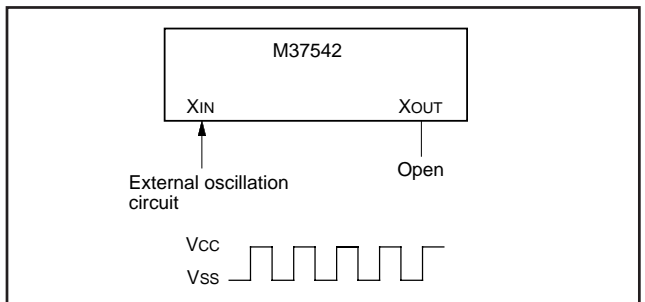 M37542
XIN XOUT
External oscillation
circuit
Open
VCC
VSS